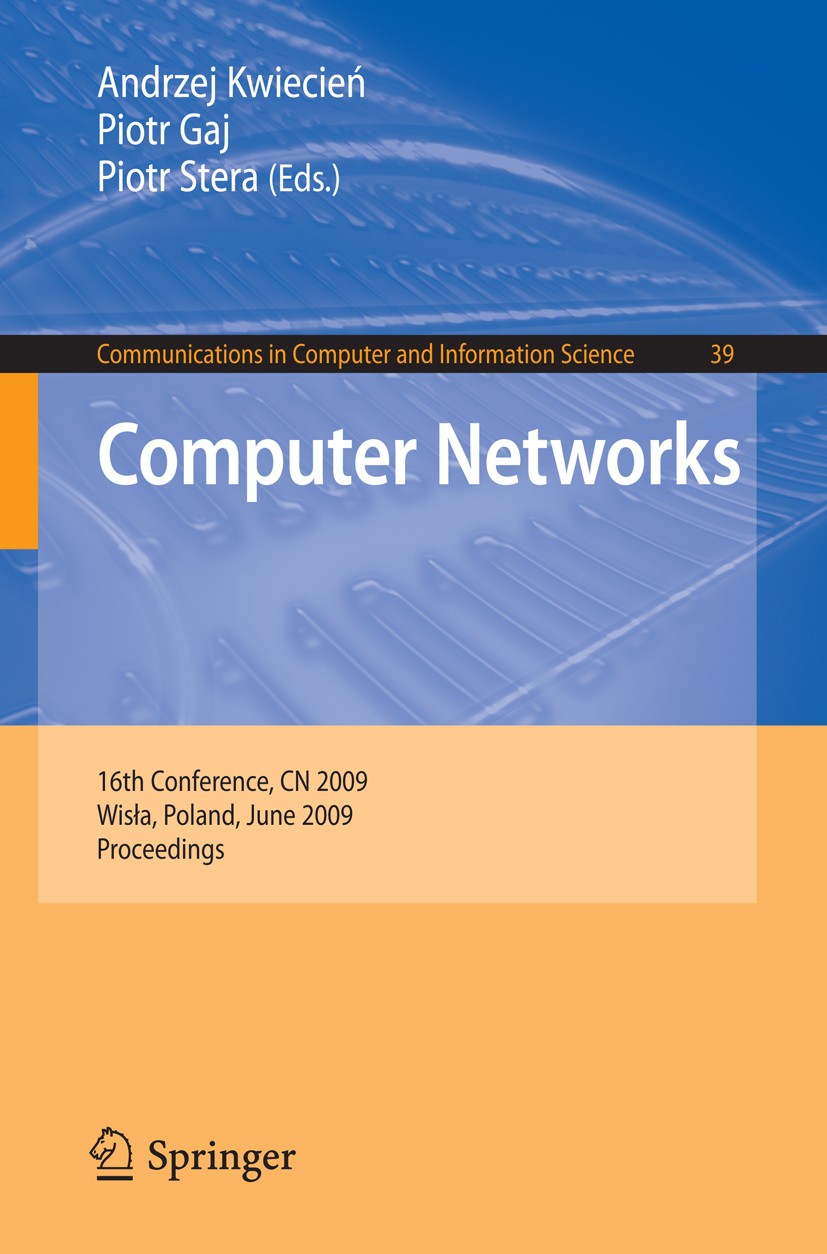 Andrzej Kwiecień
Piotr Gaj
Piotr Stera (Eds.)
Communications in Computer and Information Science 39
Computer Networks
16th Conference, CN 2009
Wisła, Poland, June 2009
Proceedings
Springer